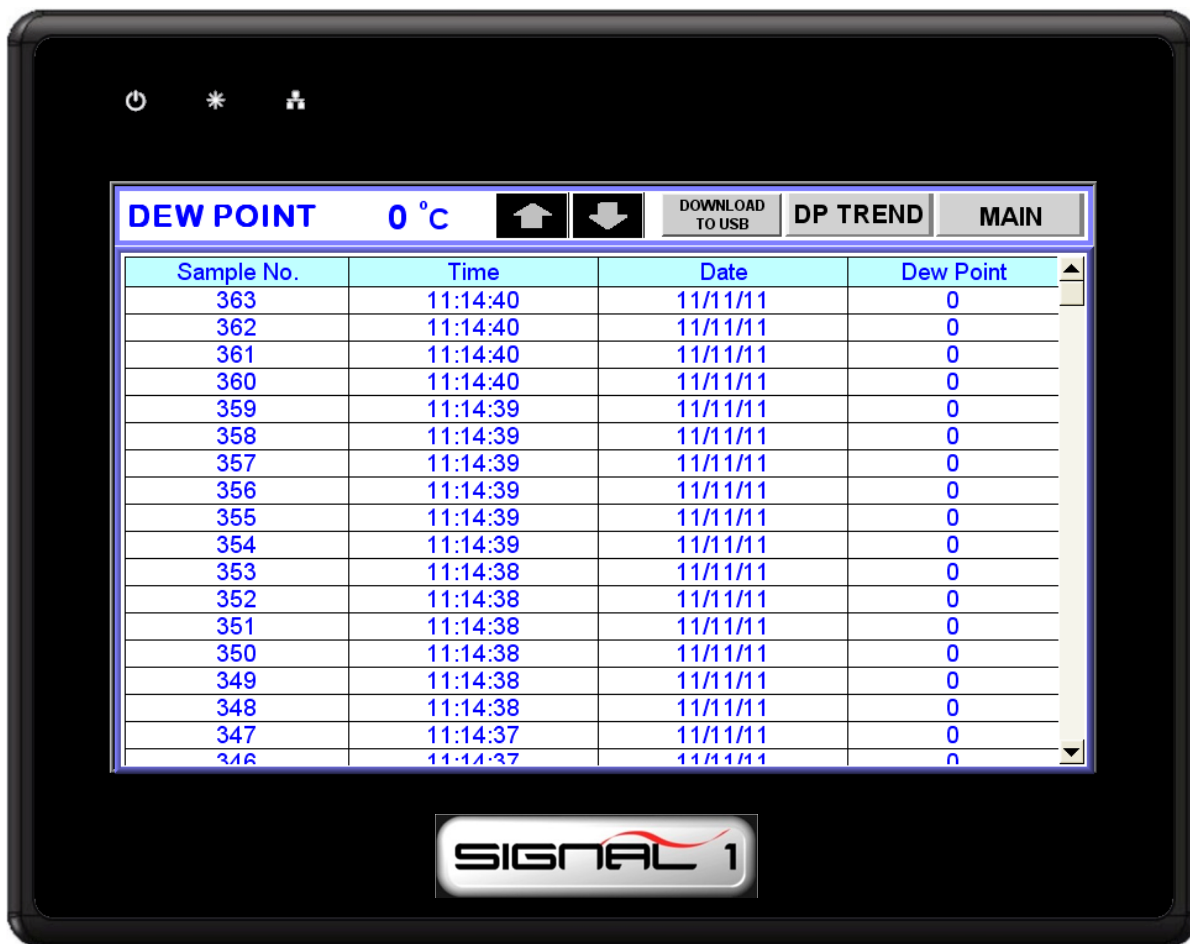 DEW POINT 0 °C DOWNLOAD TO USB DP TREND MAIN
Sample No. Time Date Dew Point
363 11:14:40 11/11/11 0
362 11:14:40 11/11/11 0
361 11:14:40 11/11/11 0
360 11:14:40 11/11/11 0
359 11:14:39 11/11/11 0
358 11:14:39 11/11/11 0
357 11:14:39 11/11/11 0
356 11:14:39 11/11/11 0
355 11:14:39 11/11/11 0
354 11:14:39 11/11/11 0
353 11:14:38 11/11/11 0
352 11:14:38 11/11/11 0
351 11:14:38 11/11/11 0
350 11:14:38 11/11/11 0
349 11:14:38 11/11/11 0
348 11:14:38 11/11/11 0
347 11:14:37 11/11/11 0
346 11:14:37 11/11/11 0
SIGNAL 1